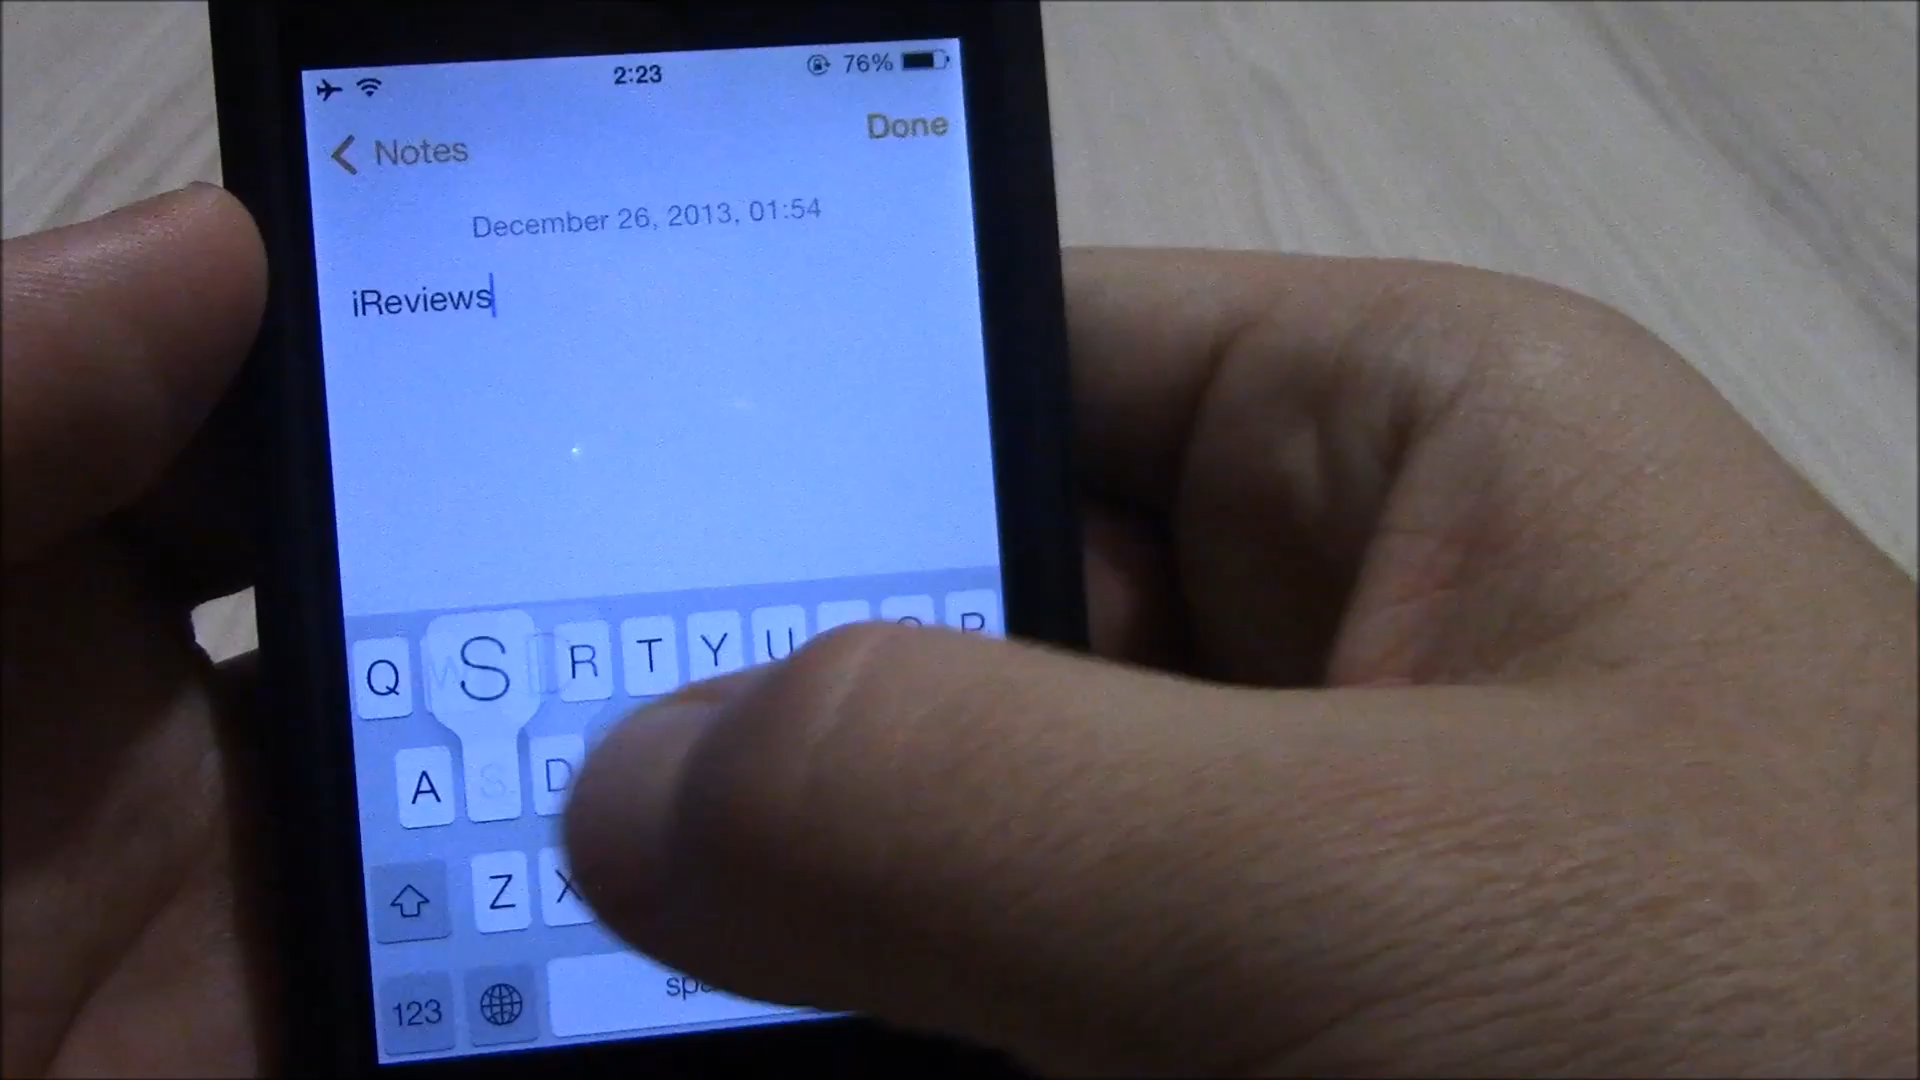 2:23 76%
Notes Done
December 26, 2013, 01:54
iReviews
Q W S R T Y U O P
A S D
Z X
123